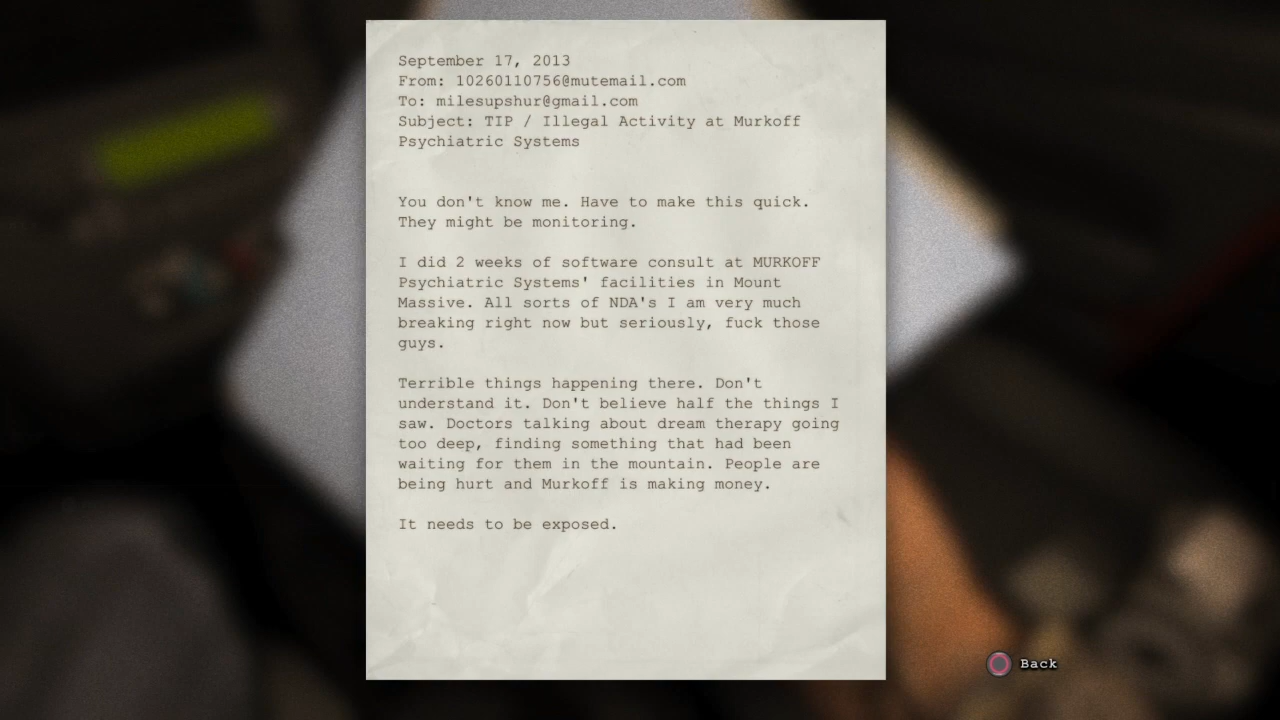 September 17, 2013
From: 10260110756@mutemail.com
To: milesupshur@gmail.com
Subject: TIP / Illegal Activity at Murkoff
Psychiatric Systems
You don't know me. Have to make this quick.
They might be monitoring.
I did 2 weeks of software consult at MURKOFF
Psychiatric Systems' facilities in Mount
Massive. All sorts of NDA's I am very much
breaking right now but seriously, fuck those
guys.
Terrible things happening there. Don't
understand it. Don't believe half the things I
saw. Doctors talking about dream therapy going
too deep, finding something that had been
waiting for them in the mountain. People are
being hurt and Murkoff is making money.
It needs to be exposed.
Back